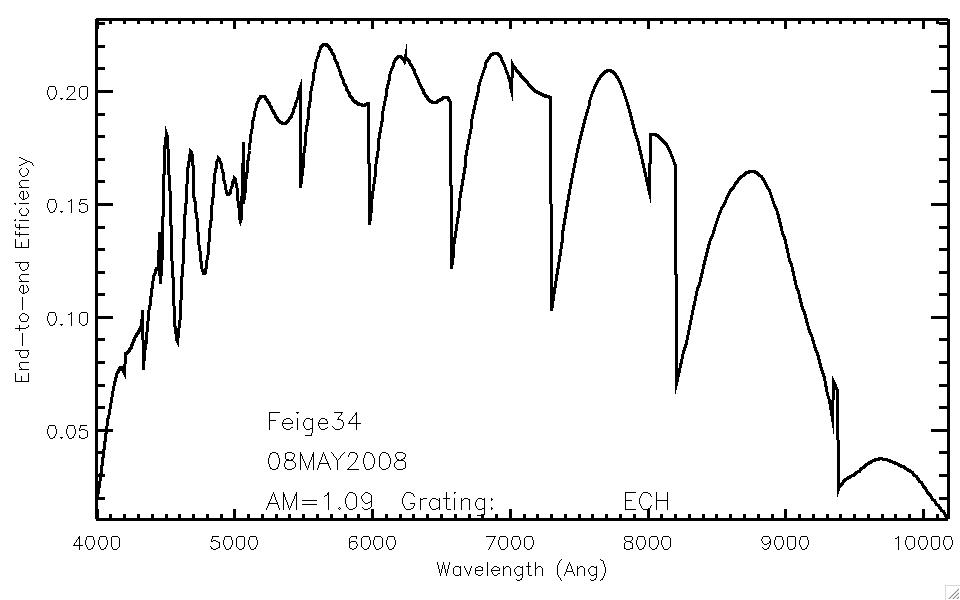 0.20
0.15
0.10
0.05
End-to-end Efficiency
Feige34
08MAY2008
AM=1.09 Grating: ECH
4000 5000 6000 7000 8000 9000 10000
Wavelength (Ang)